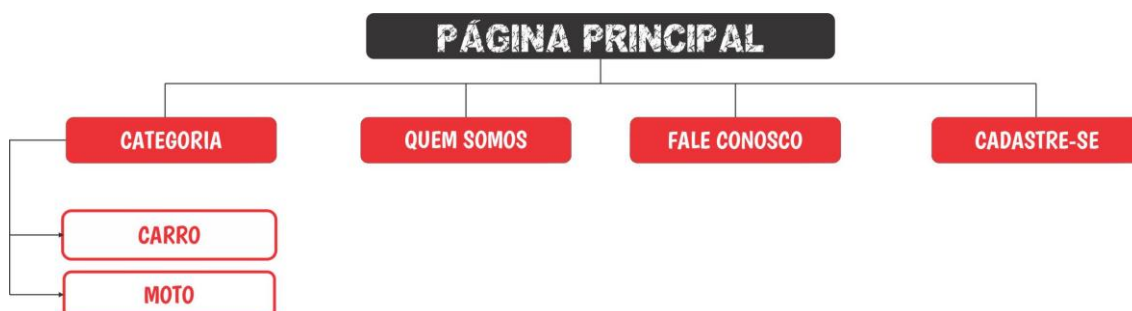 PÁGINA PRINCIPAL
CATEGORIA
QUEM SOMOS
FALE CONOSCO
CADASTRE-SE
CARRO
MOTO